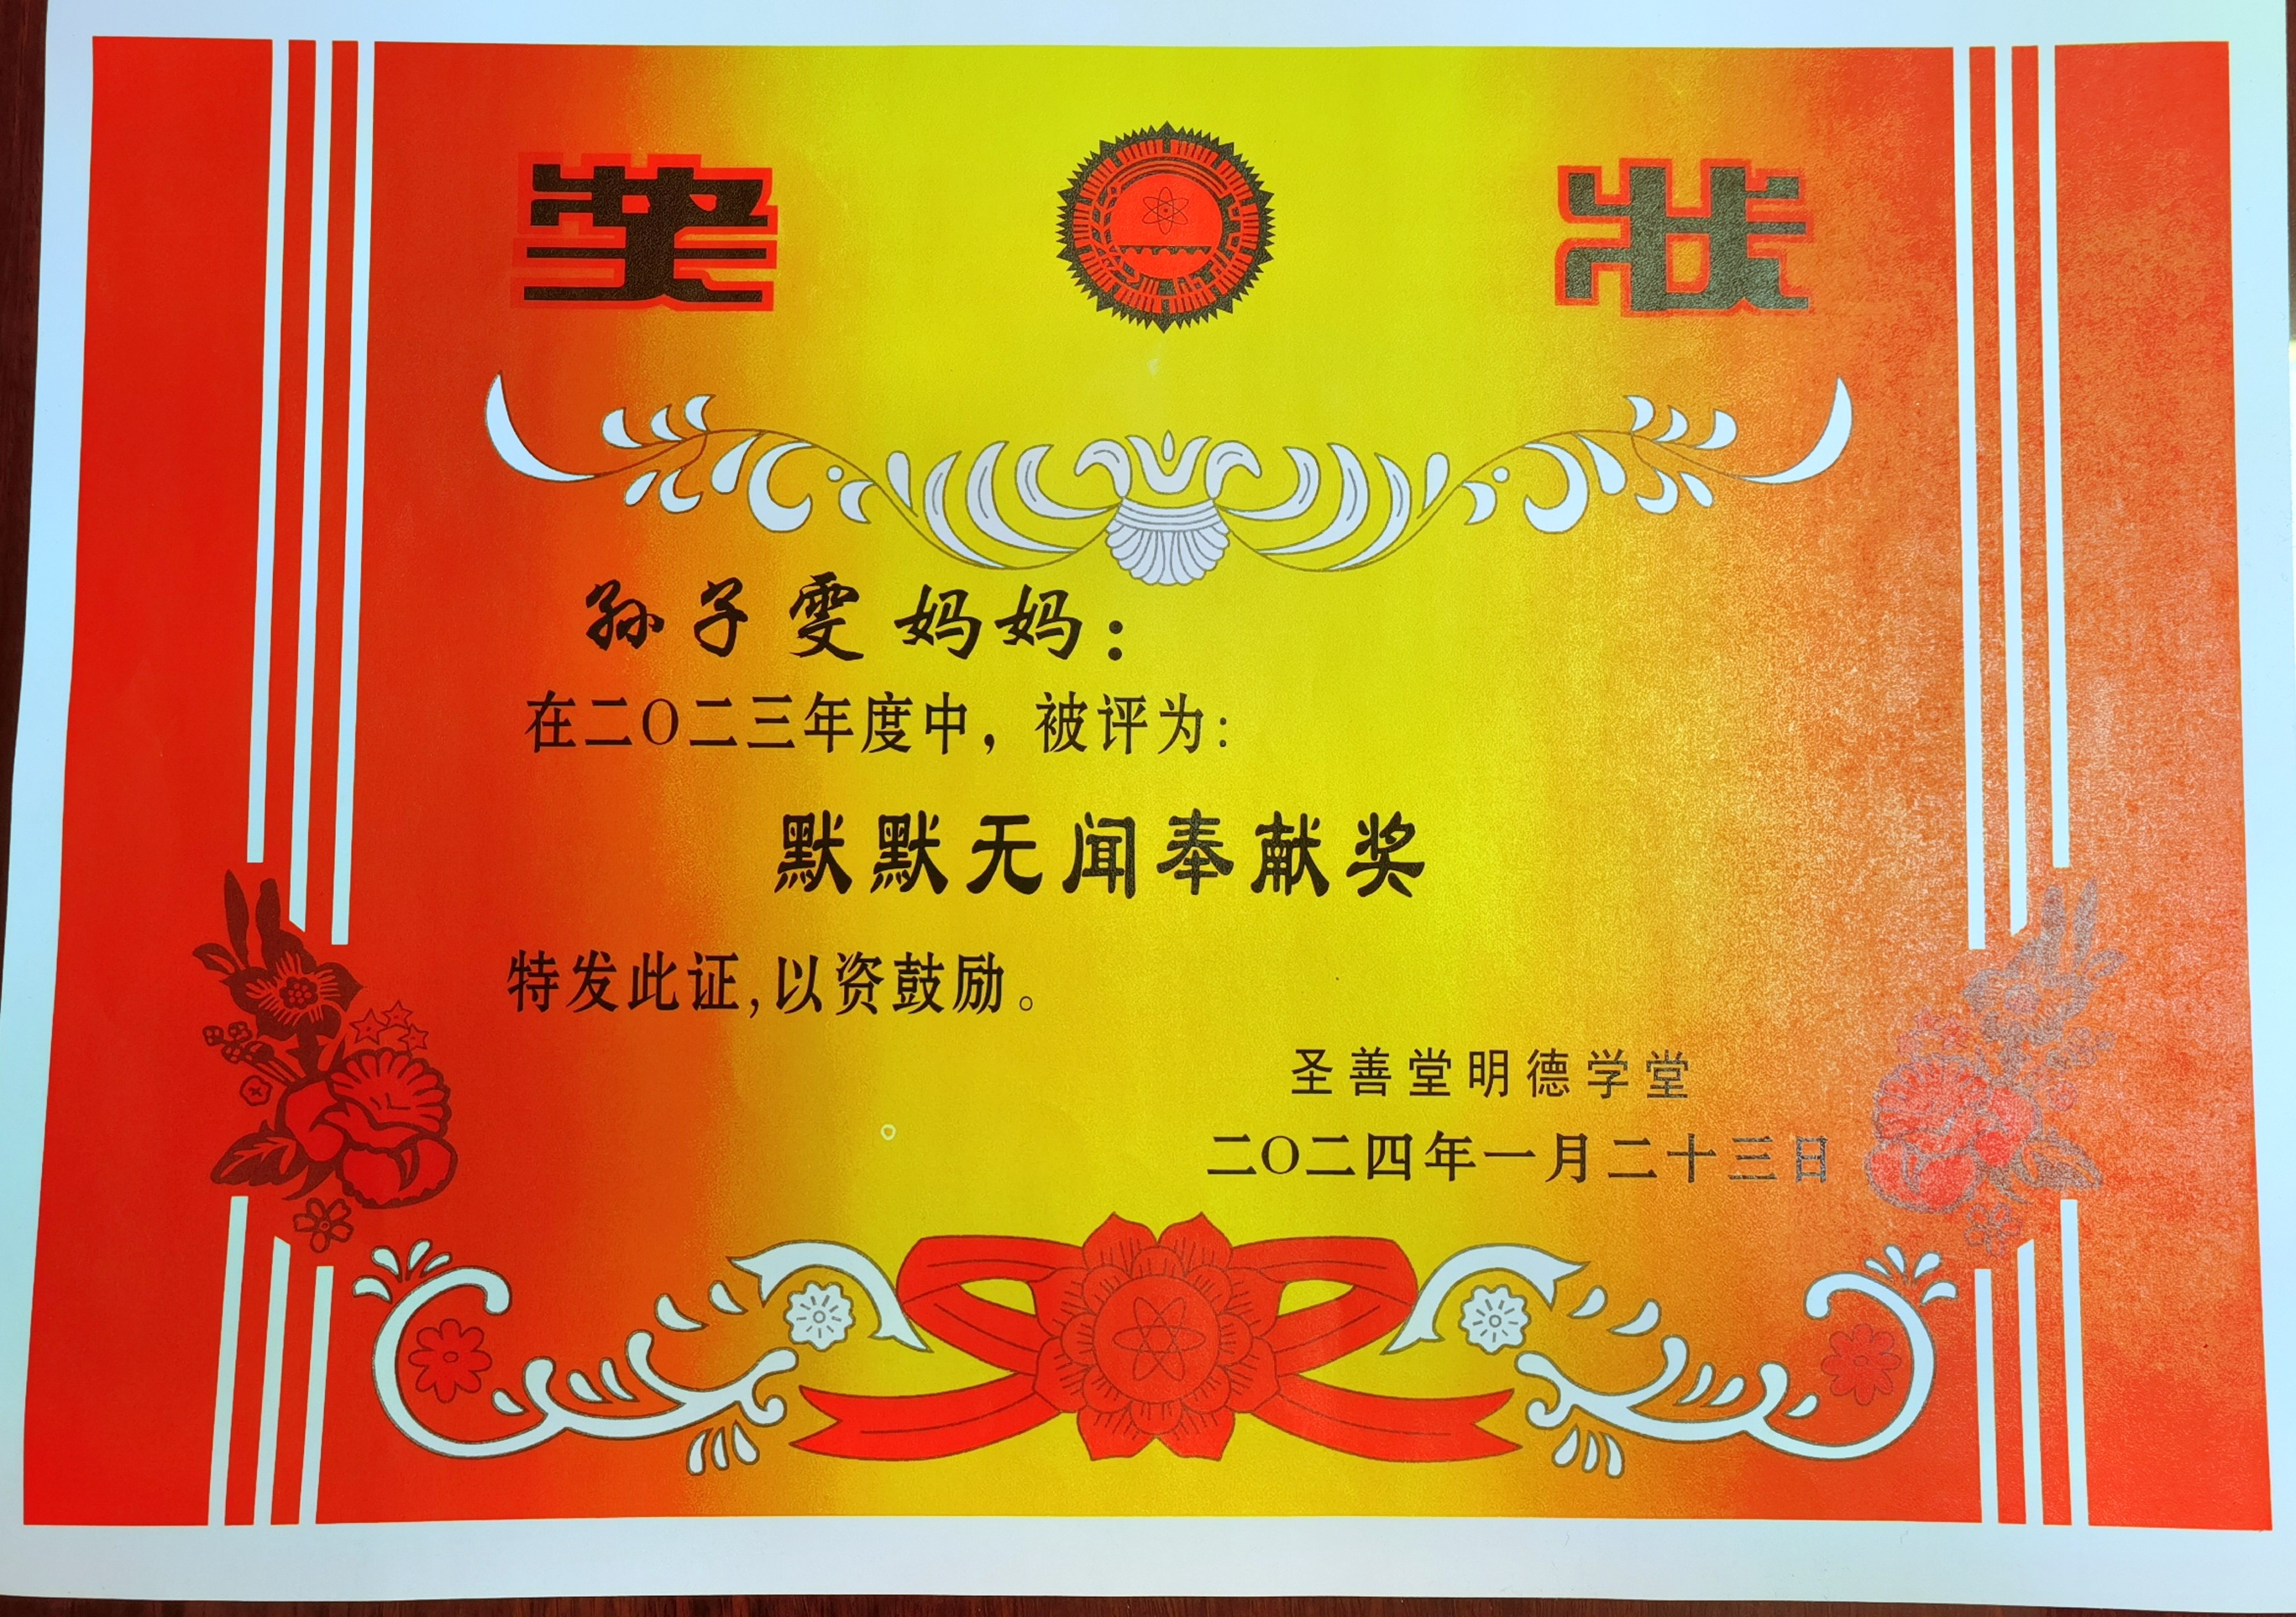 奖 状
孙子雯妈妈：
在二〇二三年度中，被评为：
默默无闻奉献奖
特发此证，以资鼓励。
圣善堂明德学堂
二〇二四年一月二十三日